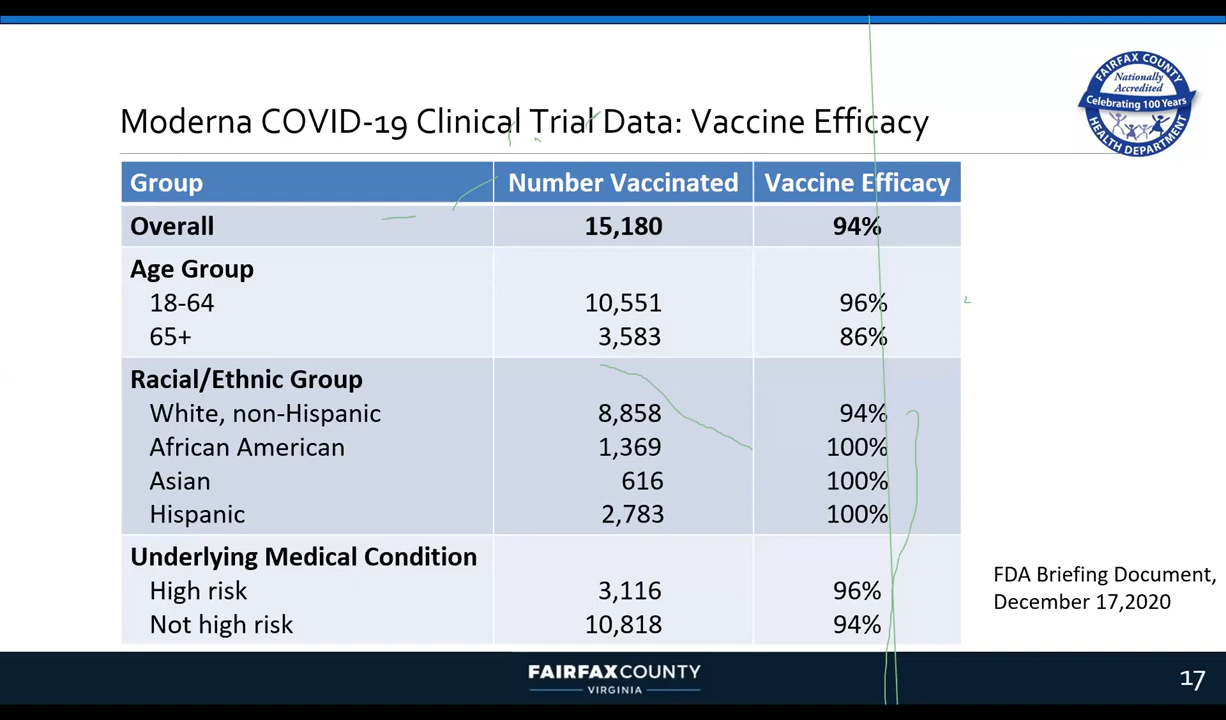 FAIRFAX COUNTY
Nationally
Accredited
Celebrating 100 Years
HEALTH DEPARTMENT
Moderna COVID-19 Clinical Trial Data: Vaccine Efficacy
Group Number Vaccinated Vaccine Efficacy
Overall 15,180 94%
Age Group
18-64 10,551 96%
65+ 3,583 86%
Racial/Ethnic Group
White, non-Hispanic 8,858 94%
African American 1,369 100%
Asian 616 100%
Hispanic 2,783 100%
Underlying Medical Condition
High risk 3,116 96%
Not high risk 10,818 94%
FDA Briefing Document,
December 17,2020
FAIRFAX COUNTY
VIRGINIA
17